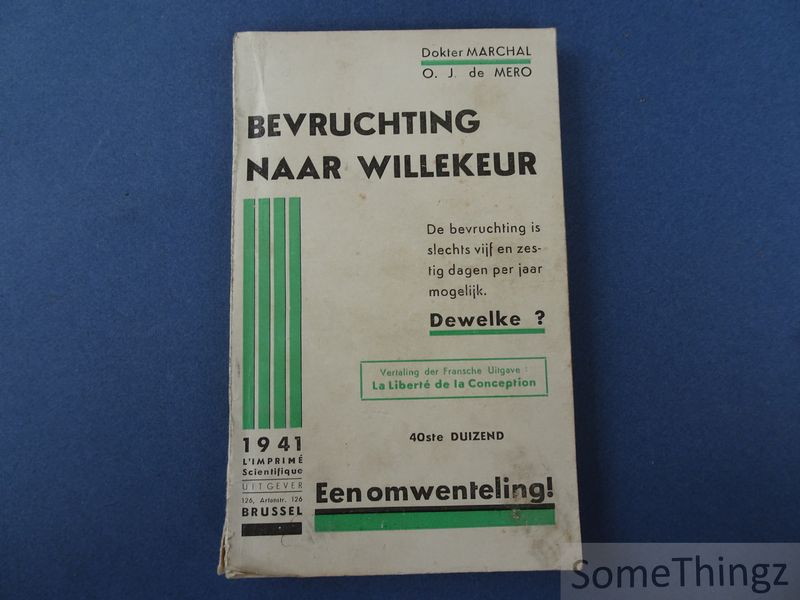 Dokter MARCHAL
O. J. de MERO
BEVRUCHTING
NAAR WILLEKEUR
De bevruchting is
slechts vijf en zes-
tig dagen per jaar
mogelijk.
Dewelke ?
Vertaling der Fransche Uitgave :
La Liberté de la Conception
40ste DUIZEND
1941
L'IMPRIMÉ
Scientifique
UITGEVER
126, Arlonstr. 126
BRUSSEL
Een omwenteling!
SomeThingz